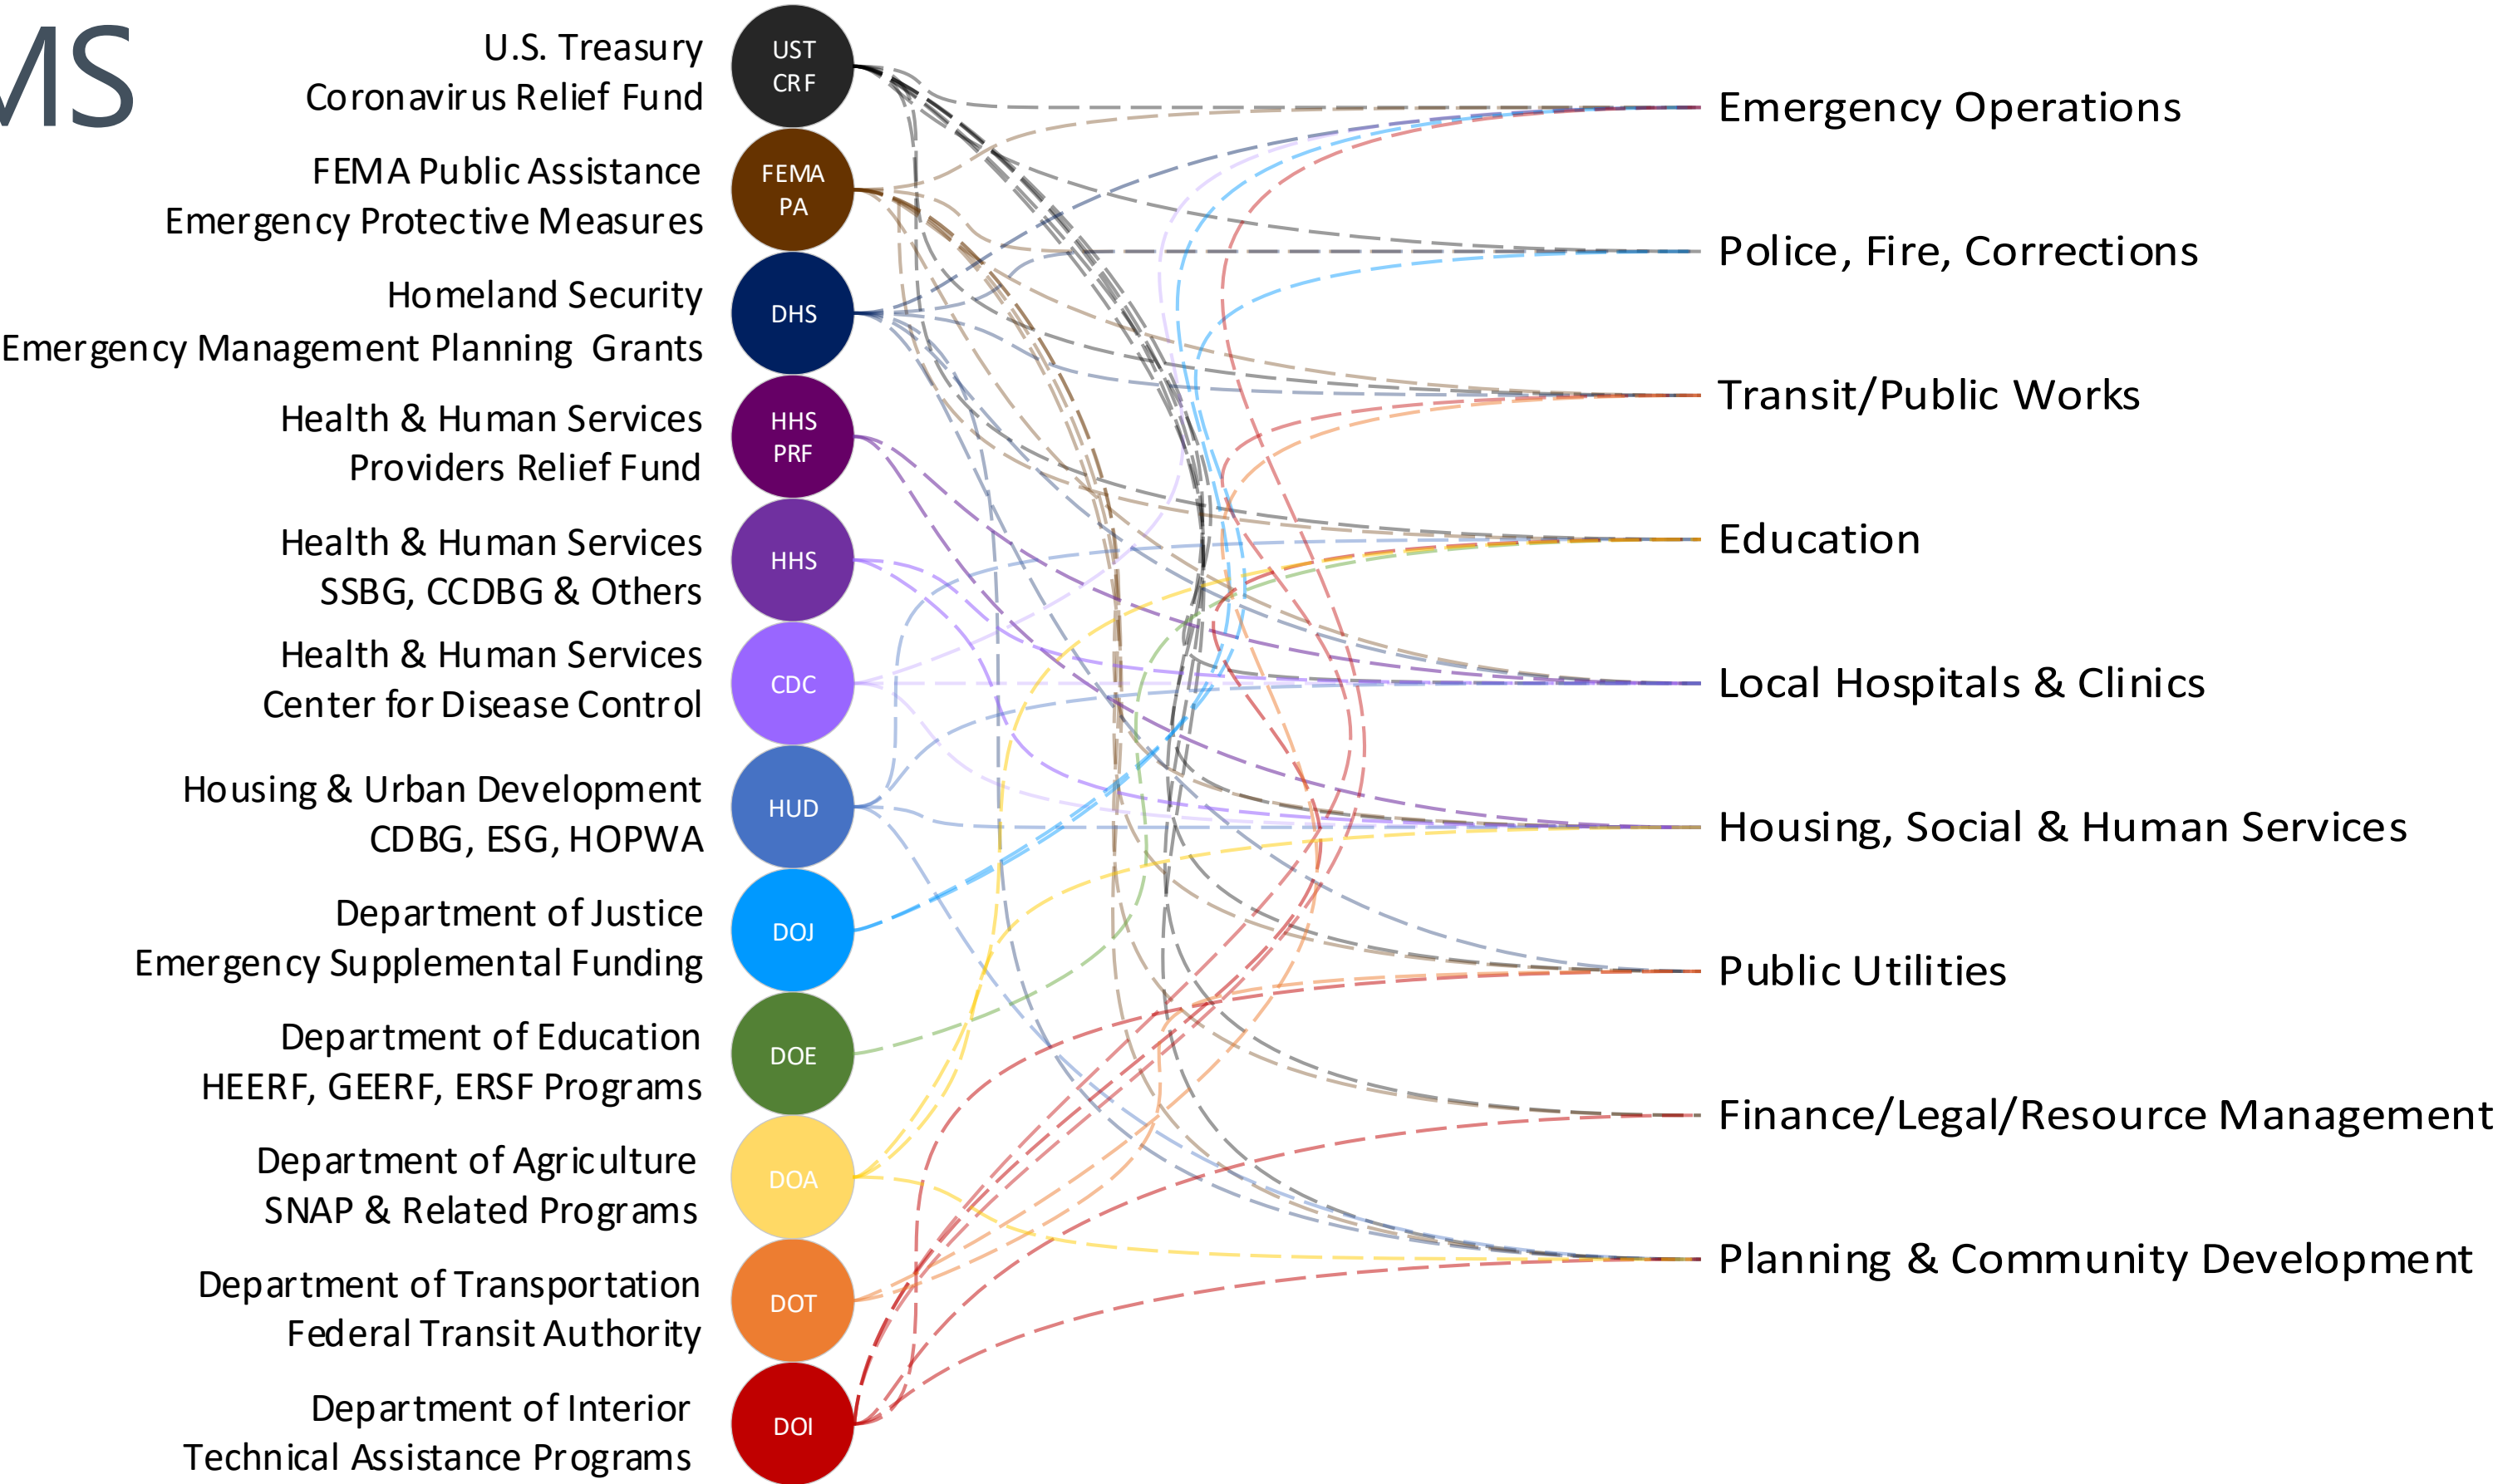 MS
U.S. Treasury
Coronavirus Relief Fund
UST
CRF
FEMA Public Assistance
Emergency Protective Measures
FEMA
PA
Homeland Security
Emergency Management Planning Grants
DHS
Health & Human Services
Providers Relief Fund
HHS
PRF
Health & Human Services
SSBG, CCDBG & Others
HHS
Health & Human Services
Center for Disease Control
CDC
Housing & Urban Development
CDBG, ESG, HOPWA
HUD
Department of Justice
Emergency Supplemental Funding
DOJ
Department of Education
HEERF, GEERF, ERSF Programs
DOE
Department of Agriculture
SNAP & Related Programs
DOA
Department of Transportation
Federal Transit Authority
DOT
Department of Interior
Technical Assistance Programs
DOI
Emergency Operations
Police, Fire, Corrections
Transit/Public Works
Education
Local Hospitals & Clinics
Housing, Social & Human Services
Public Utilities
Finance/Legal/Resource Management
Planning & Community Development